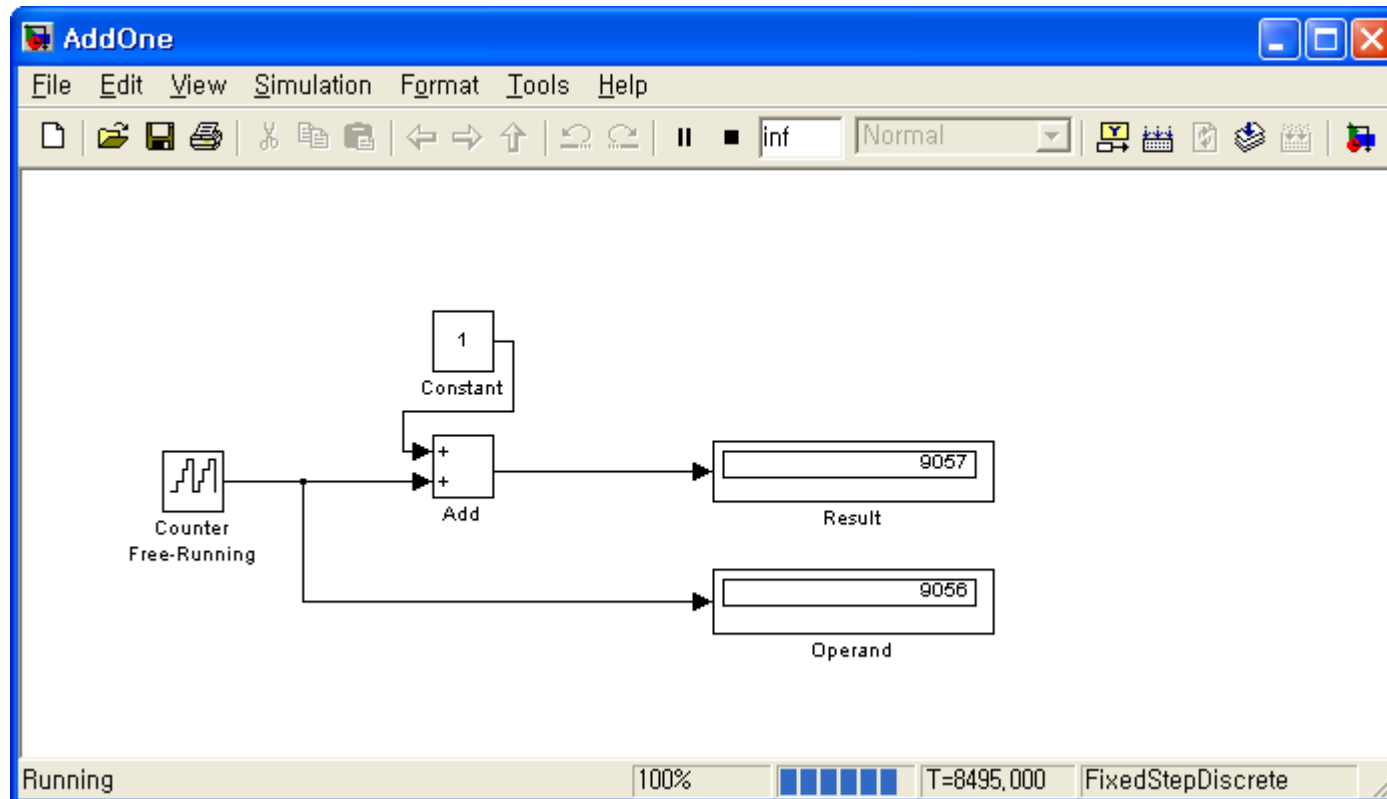 AddOne
File Edit View Simulation Format Tools Help
inf Normal
1
Constant
+
+
Add
Counter
Free-Running
9057
Result
9056
Operand
Running 100% T=8495,000 FixedStepDiscrete